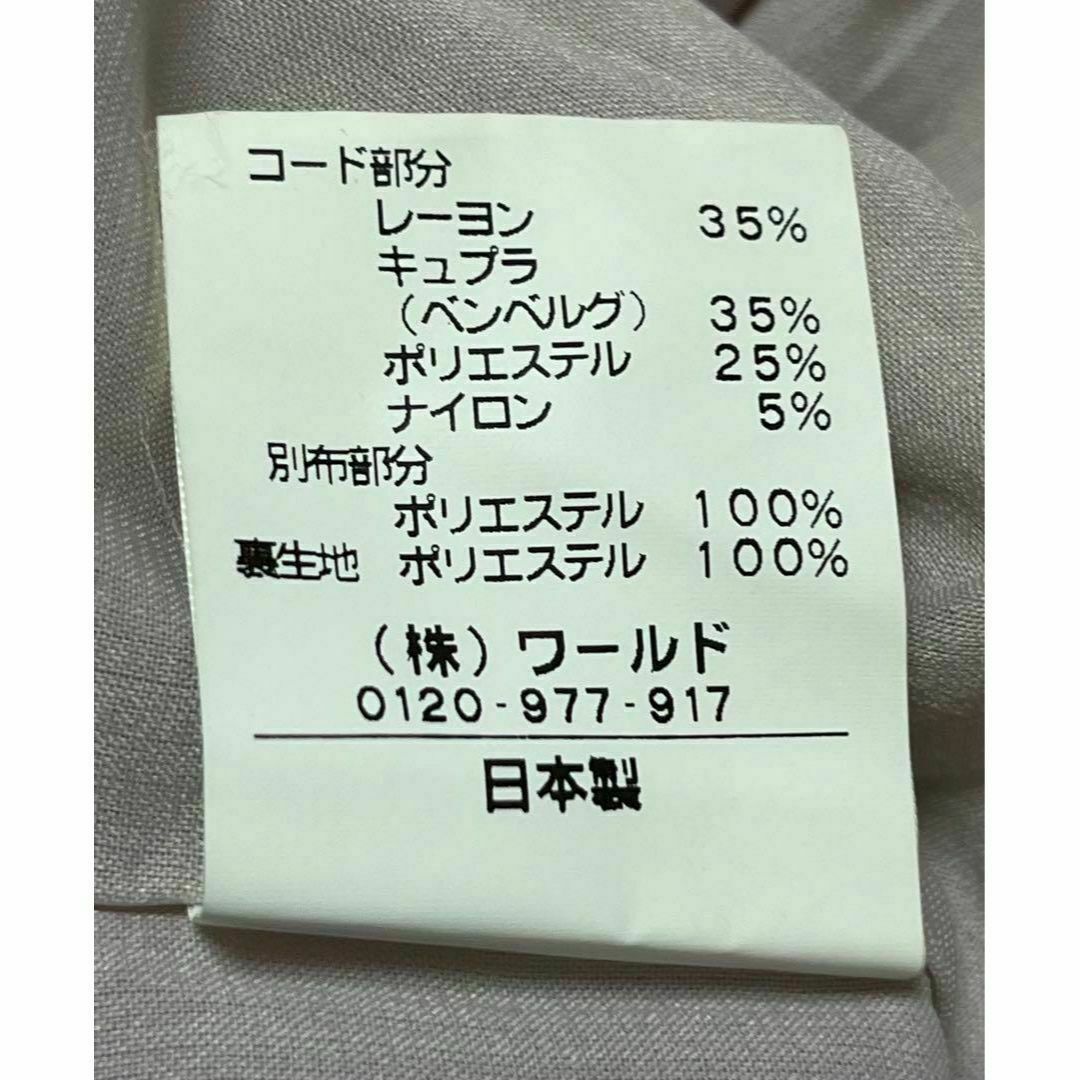 コード部分
レーヨン 35%
キュプラ
(ベンベルグ) 35%
ポリエステル 25%
ナイロン 5%
別布部分
ポリエステル 100%
裏生地 ポリエステル 100%
(株)ワールド
0120-977-917
日本製